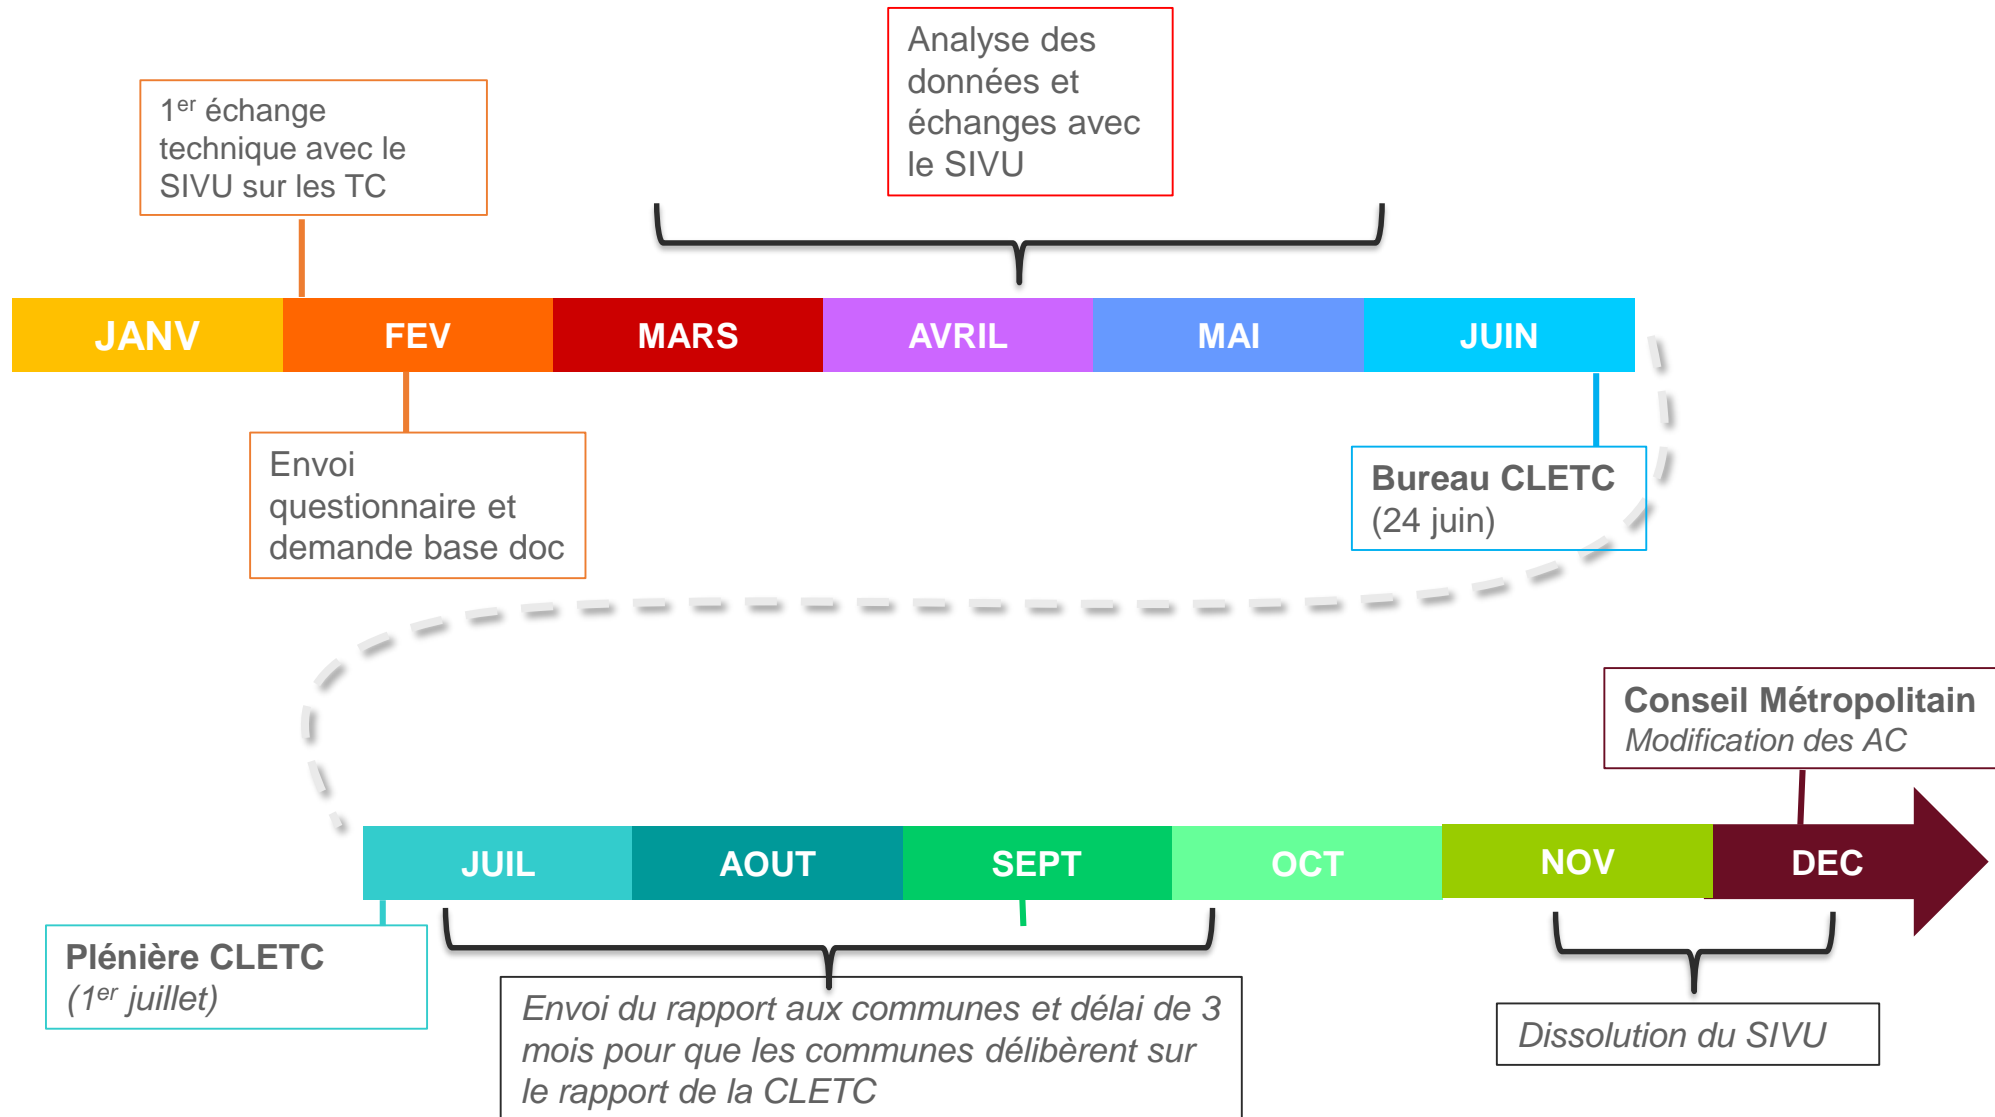 Analyse des
données et
échanges avec
le SIVU
1er échange
technique avec le
SIVU sur les TC
JANV
FEV
MARS
AVRIL
MAI
JUIN
Envoi
questionnaire et
demande base doc
Bureau CLETC
(24 juin)
Conseil Métropolitain
Modification des AC
JUIL
AOUT
SEPT
OCT
NOV
DEC
Plénière CLETC
(1er juillet)
Envoi du rapport aux communes et délai de 3
mois pour que les communes délibèrent sur
le rapport de la CLETC
Dissolution du SIVU